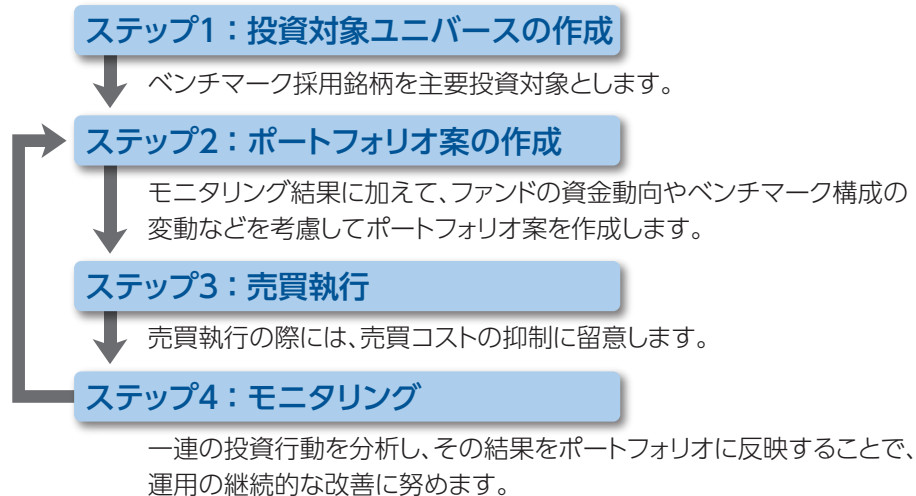 ステップ1：投資対象ユニバースの作成
ベンチマーク採用銘柄を主要投資対象とします。
ステップ2：ポートフォリオ案の作成
モニタリング結果に加えて、ファンドの資金動向やベンチマーク構成の
変動などを考慮してポートフォリオ案を作成します。
ステップ3：売買執行
売買執行の際には、売買コストの抑制に留意します。
ステップ4：モニタリング
一連の投資行動を分析し、その結果をポートフォリオに反映することで、
運用の継続的な改善に努めます。